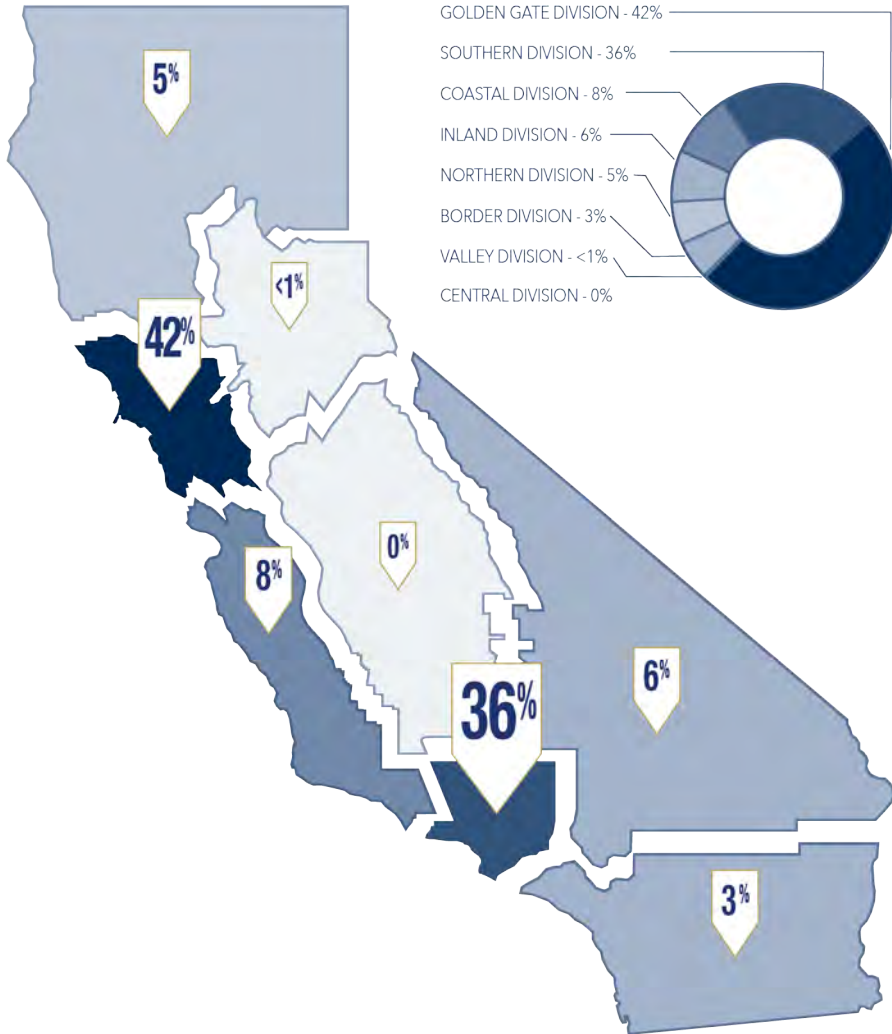 GOLDEN GATE DIVISION - 42%
SOUTHERN DIVISION - 36%
COASTAL DIVISION - 8%
INLAND DIVISION - 6%
NORTHERN DIVISION - 5%
BORDER DIVISION - 3%
VALLEY DIVISION - <1%
CENTRAL DIVISION - 0%
5%
<1%
42%
0%
8%
6%
36%
3%